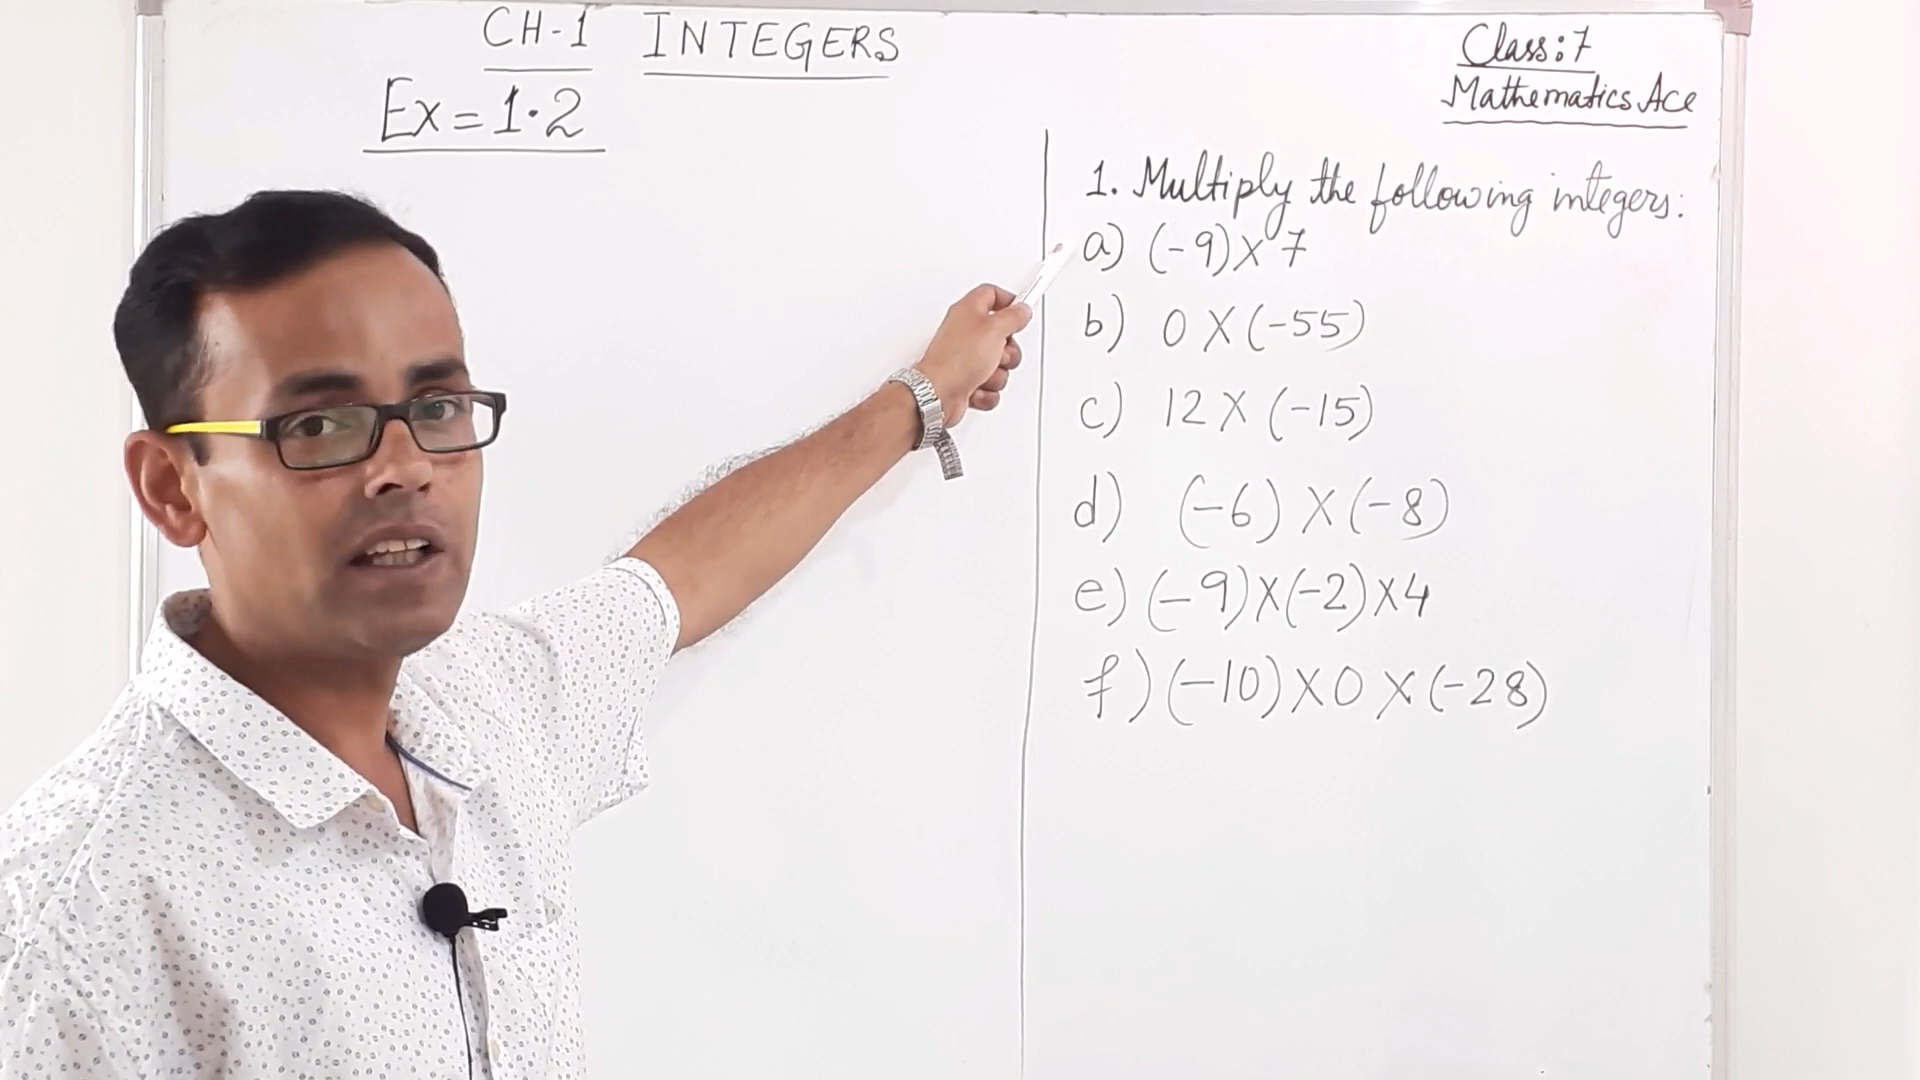 CH-1 INTEGERS
Ex = 1.2
Class: 7
Mathematics Ace
1. Multiply the following integers:
a) (-9) X 7
b) 0 X (-55)
c) 12 X (-15)
d) (-6) X (-8)
e) (-9) X (-2) X 4
f) (-10) X 0 X (-28)